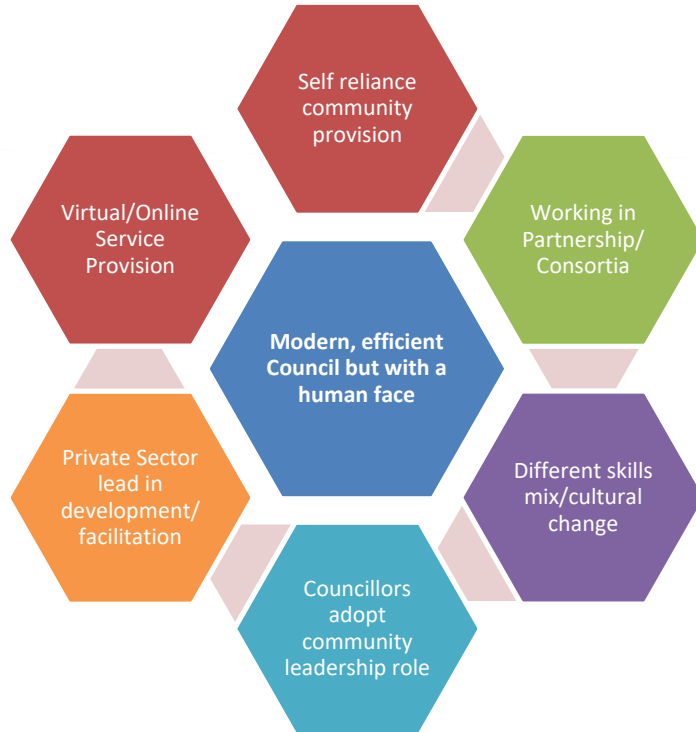 Self reliance
community
provision
Virtual/Online
Service
Provision
Working in
Partnership/
Consortia
Modern, efficient
Council but with a
human face
Private Sector
lead in
development/
facilitation
Different skills
mix/cultural
change
Councillors
adopt
community
leadership role